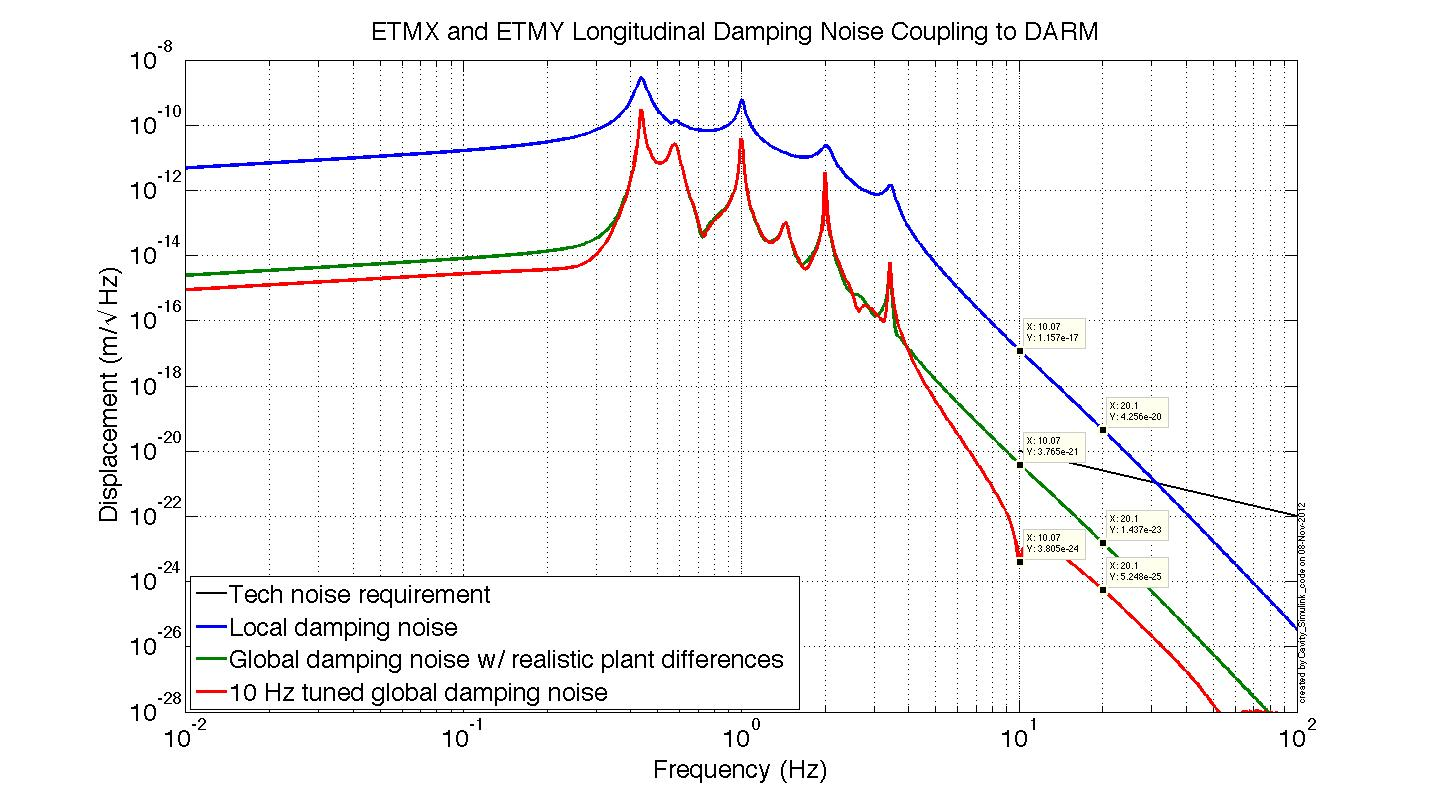 ETMX and ETMY Longitudinal Damping Noise Coupling to DARM
Displacement (m/√Hz)
10^-8
10^-10
10^-12
10^-14
10^-16
10^-18
10^-20
10^-22
10^-24
10^-26
10^-28
X: 10.07
Y: 1.157e-17
X: 20.1
Y: 4.256e-20
X: 10.07
Y: 3.765e-21
X: 20.1
Y: 1.437e-23
X: 10.07
Y: 3.805e-24
X: 20.1
Y: 5.248e-25
Tech noise requirement
Local damping noise
Global damping noise w/ realistic plant differences
10 Hz tuned global damping noise
10^-2
10^-1
10^0
10^1
10^2
Frequency (Hz)
created by Cavity_Simulink_code on 08-Nov-2012